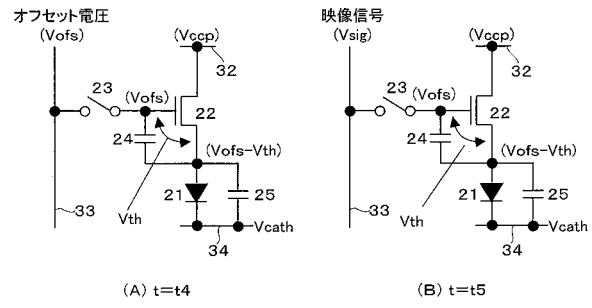 オフセット電圧
(Vofs)
(Vccp)
32
23
(Vofs)
22
24
(Vofs-Vth)
21
25
33
Vth
Vcath
34
(A) t=t4
映像信号
(Vsig)
(Vccp)
32
23
(Vofs)
22
24
(Vofs-Vth)
21
25
33
Vth
Vcath
34
(B) t=t5